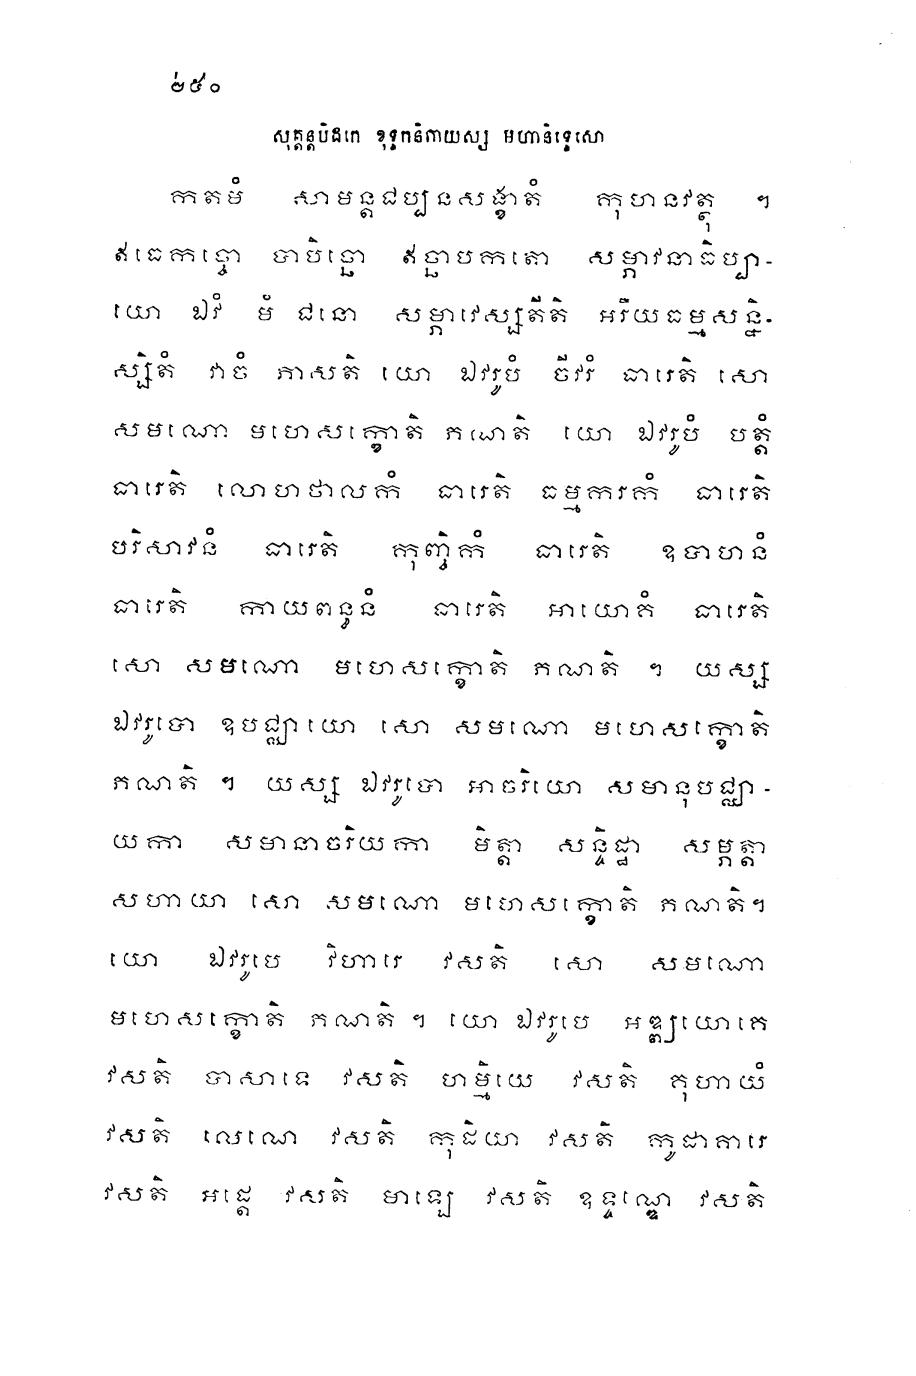 ២៥០
សុត្តន្តបិដកេ ខុទ្ទកនិកាយស្ស មហានិទ្ទេសោ
កតមំ សាមន្តជប្បនសង្ខាតំ កុហនវត្ថុ ។
ឥធេកច្ចោ បាបិច្ឆោ ឥច្ឆាបកតោ សម្ភាវនាធិប្បា-
យោ ឯវំ មំ ជនោ សម្ភាវេស្សតីតិ អរិយធម្មសន្និ-
ស្សិតំ វាចំ ភាសតិ យោ ឯវរូបំ ចីវរំ ធារេតិ សោ
សមណោ មហេសក្ខោតិ ភណតិ យោ ឯវរូបំ បត្តំ
ធារេតិ លោហថាលកំ ធារេតិ ធម្មករកំ ធារេតិ
បរិសាវនំ ធារេតិ កុញ្ចិកំ ធារេតិ ឧបាហនំ
ធារេតិ កាយពន្ធនំ ធារេតិ អាយោគំ ធារេតិ
សោ សមណោ មហេសក្ខោតិ ភណតិ ។ យស្ស
ឯវរូបោ ឧបជ្ឈាយោ សោ សមណោ មហេសក្ខោតិ
ភណតិ ។ យស្ស ឯវរូបោ អាចរិយោ សមានុបជ្ឈា-
យកា សមានាចរិយកា មិត្តា សន្ទិដ្ឋា សម្ភត្តា
សហាយា សោ សមណោ មហេសក្ខោតិ ភណតិ។
យោ ឯវរូបេ វិហារេ វសតិ សោ សមណោ
មហេសក្ខោតិ ភណតិ ។ យោ ឯវរូបេ អឌ្ឍយោគេ
វសតិ បាសាទេ វសតិ ហម្មិយេ វសតិ គុហាយំ
វសតិ លេណេ វសតិ កុដិយា វសតិ កូដាគារេ
វសតិ អដ្ដេ វសតិ មាឡេ វសតិ ឧទ្ទណ្ឌេ វសតិ